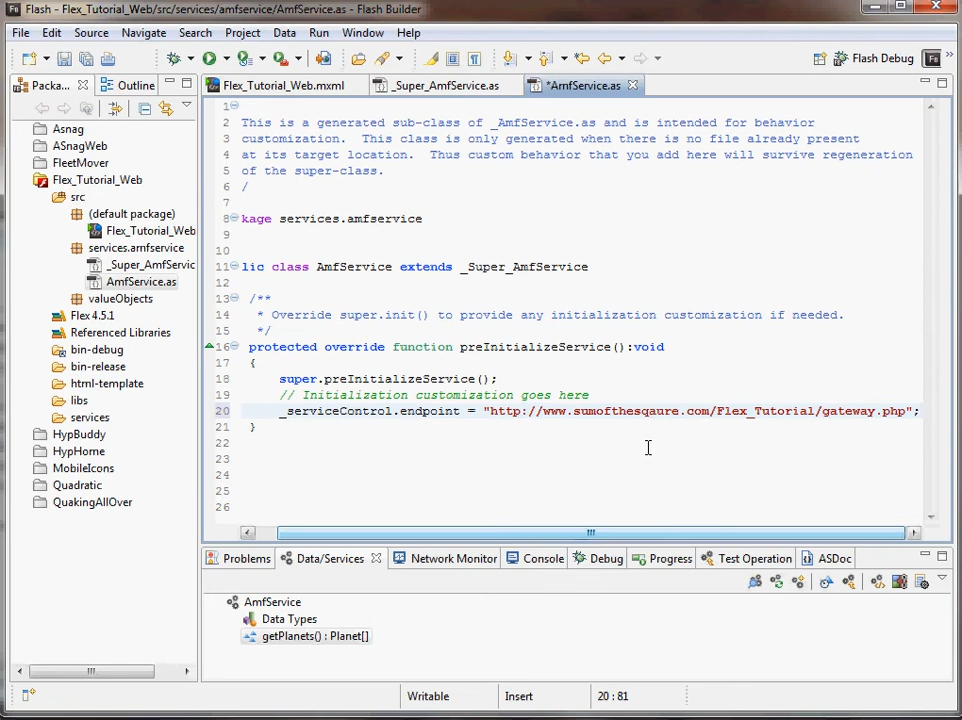 Flash - Flex_Tutorial_Web/src/services/amfservice/AmfService.as - Flash Builder
File Edit Source Navigate Search Project Data Run Window Help
Flash Debug
Packa...
Outline
Asnag
ASnagWeb
FleetMover
Flex_Tutorial_Web
src
(default package)
Flex_Tutorial_Web
services.amfservice
_Super_AmfServic
AmfService.as
valueObjects
Flex 4.5.1
Referenced Libraries
bin-debug
bin-release
html-template
libs
services
HypBuddy
HypHome
MobileIcons
Quadratic
QuakingAllOver
Flex_Tutorial_Web.mxml
_Super_AmfService.as
*AmfService.as
1
2 This is a generated sub-class of _AmfService.as and is intended for behavior
3 customization.  This class is only generated when there is no file already present
4 at its target location.  Thus custom behavior that you add here will survive regeneration
5 of the super-class.
6 /
7
8 kage services.amfservice
9
10
11 lic class AmfService extends _Super_AmfService
12
13 /**
14 * Override super.init() to provide any initialization customization if needed.
15 */
16 protected override function preInitializeService():void
17 {
18 super.preInitializeService();
19 // Initialization customization goes here
20 _serviceControl.endpoint = "http://www.sumofthesqaure.com/Flex_Tutorial/gateway.php";
21 }
22
23
24
25
26
Problems Data/Services Network Monitor Console Debug Progress Test Operation ASDoc
AmfService
Data Types
getPlanets() : Planet[]
Writable Insert 20 : 81